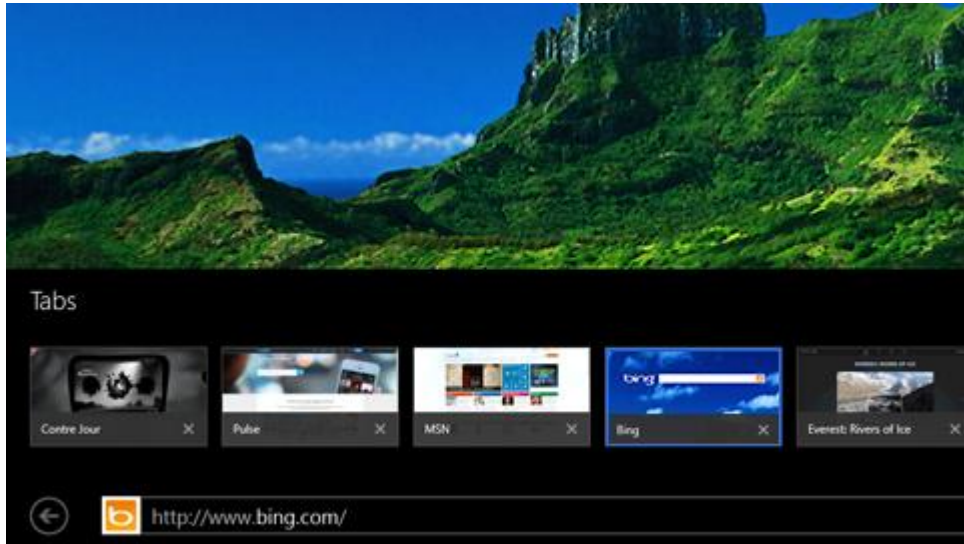 Tabs
Contre Jour
Pulse
MSN
bing
Bing
Everest: Rivers of Ice
http://www.bing.com/